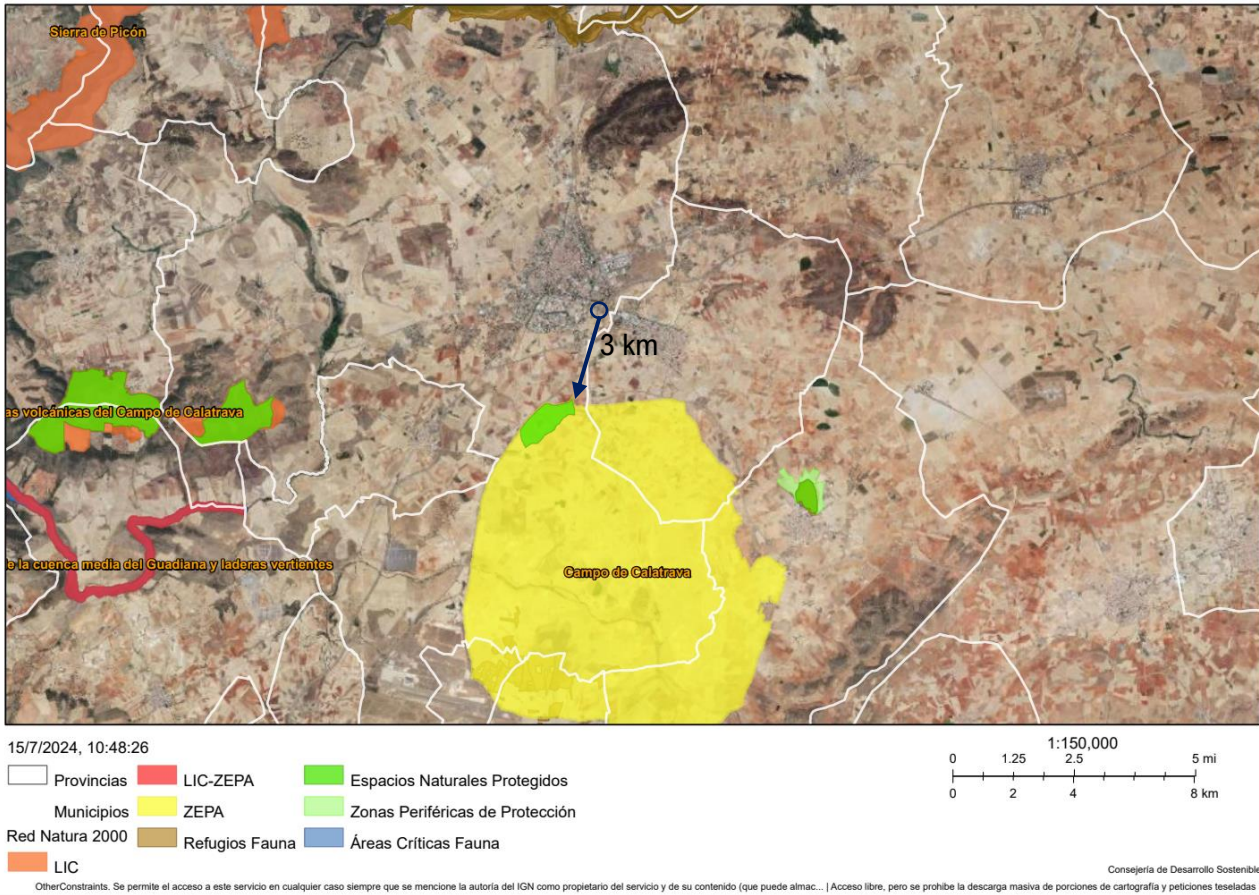 Sierra de Picón
3 km
as volcánicas del Campo de Calatrava
e la cuenca media del Guadiana y laderas vertientes
Campo de Calatrava
15/7/2024, 10:48:26
Provincias
Municipios
Red Natura 2000
LIC
LIC-ZEPA
ZEPA
Refugios Fauna
Espacios Naturales Protegidos
Zonas Periféricas de Protección
Áreas Críticas Fauna
1:150,000
0 1.25 2.5 5 mi
0 2 4 8 km
Consejería de Desarrollo Sostenible
OtherConstraints. Se permite el acceso a este servicio en cualquier caso siempre que se mencione la autoría del IGN como propietario del servicio y de su contenido (que puede almac... | Acceso libre, pero se prohibe la descarga masiva de porciones de cartografía y peticiones teseladas